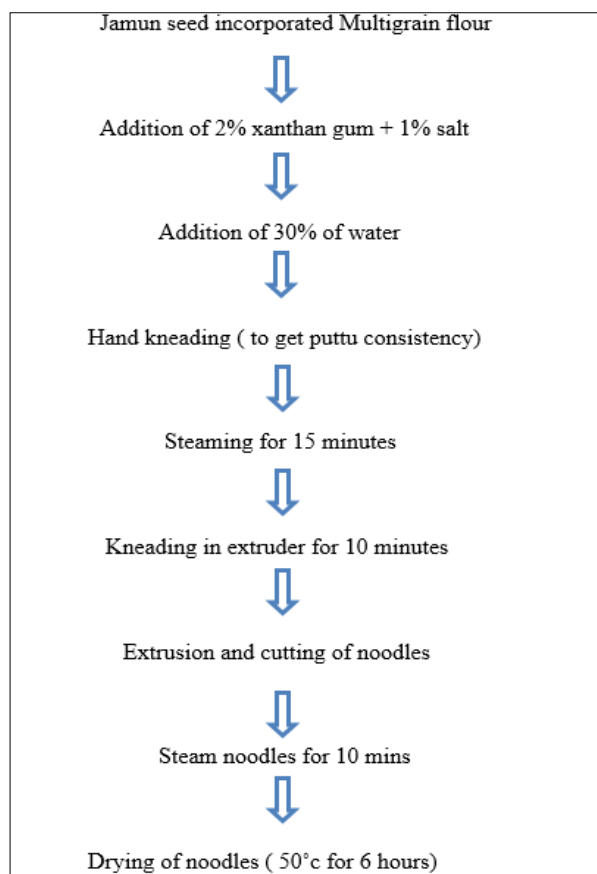 Jamun seed incorporated Multigrain flour
Addition of 2% xanthan gum + 1% salt
Addition of 30% of water
Hand kneading ( to get puttu consistency)
Steaming for 15 minutes
Kneading in extruder for 10 minutes
Extrusion and cutting of noodles
Steam noodles for 10 mins
Drying of noodles ( 50˚c for 6 hours)